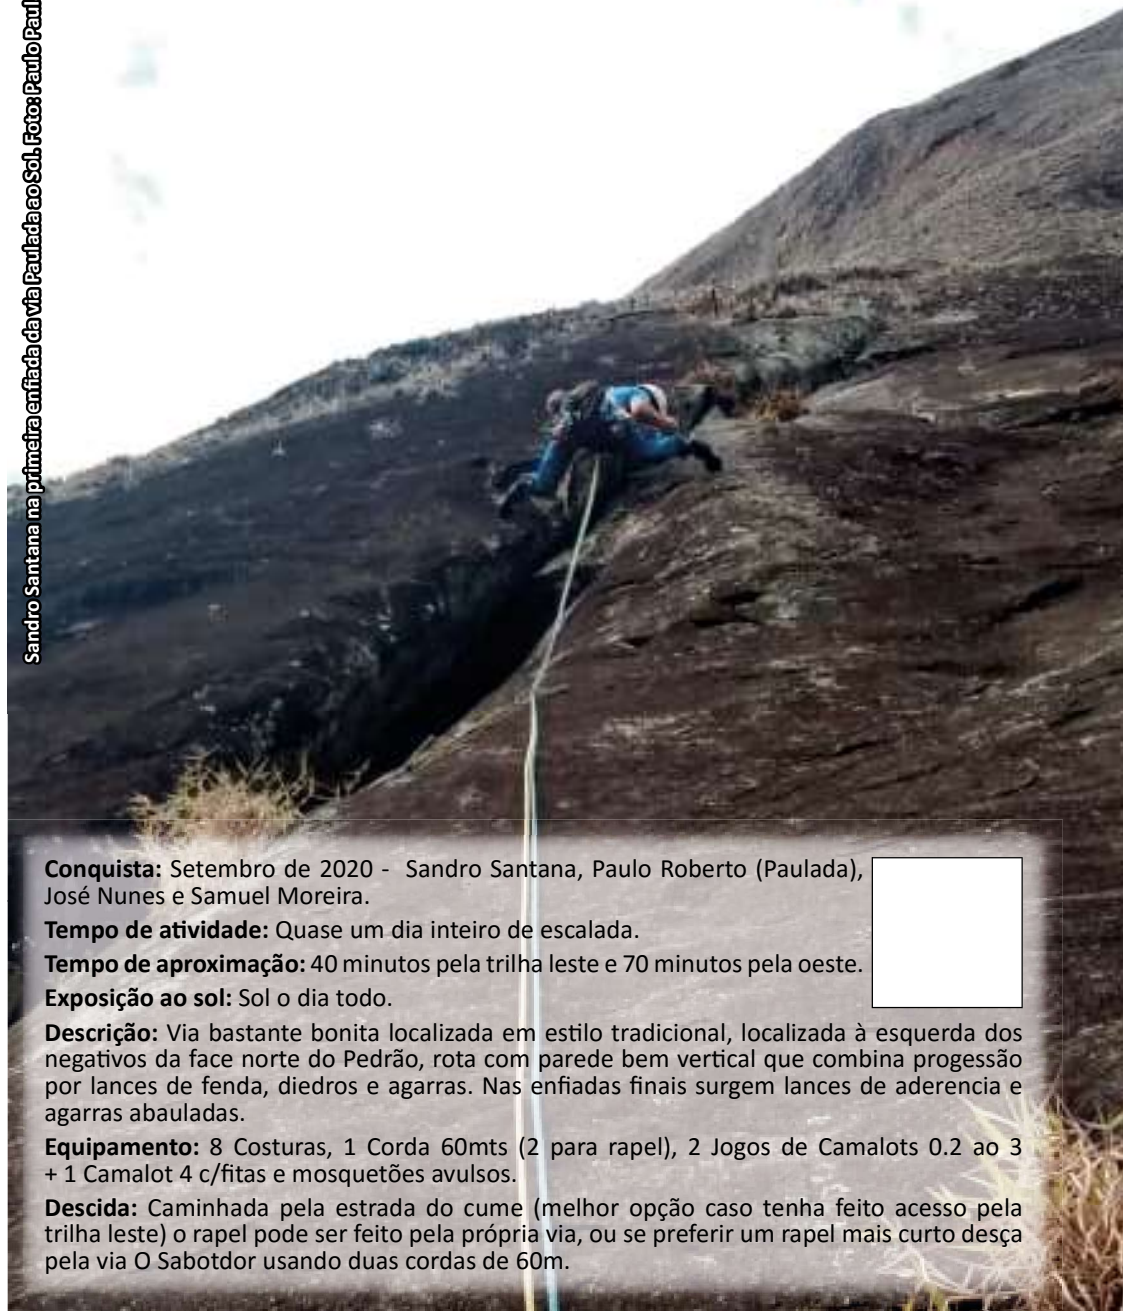 Sandro Santana na primeira enfiada da via Paulada ao Sol. Foto: Paulo Paul
Conquista: Setembro de 2020 - Sandro Santana, Paulo Roberto (Paulada),
José Nunes e Samuel Moreira.
Tempo de atividade: Quase um dia inteiro de escalada.
Tempo de aproximação: 40 minutos pela trilha leste e 70 minutos pela oeste.
Exposição ao sol: Sol o dia todo.
Descrição: Via bastante bonita localizada em estilo tradicional, localizada à esquerda dos
negativos da face norte do Pedrão, rota com parede bem vertical que combina progessão
por lances de fenda, diedros e agarras. Nas enfiadas finais surgem lances de aderencia e
agarras abauladas.
Equipamento: 8 Costuras, 1 Corda 60mts (2 para rapel), 2 Jogos de Camalots 0.2 ao 3
+ 1 Camalot 4 c/fitas e mosquetões avulsos.
Descida: Caminhada pela estrada do cume (melhor opção caso tenha feito acesso pela
trilha leste) o rapel pode ser feito pela própria via, ou se preferir um rapel mais curto desça
pela via O Sabotdor usando duas cordas de 60m.